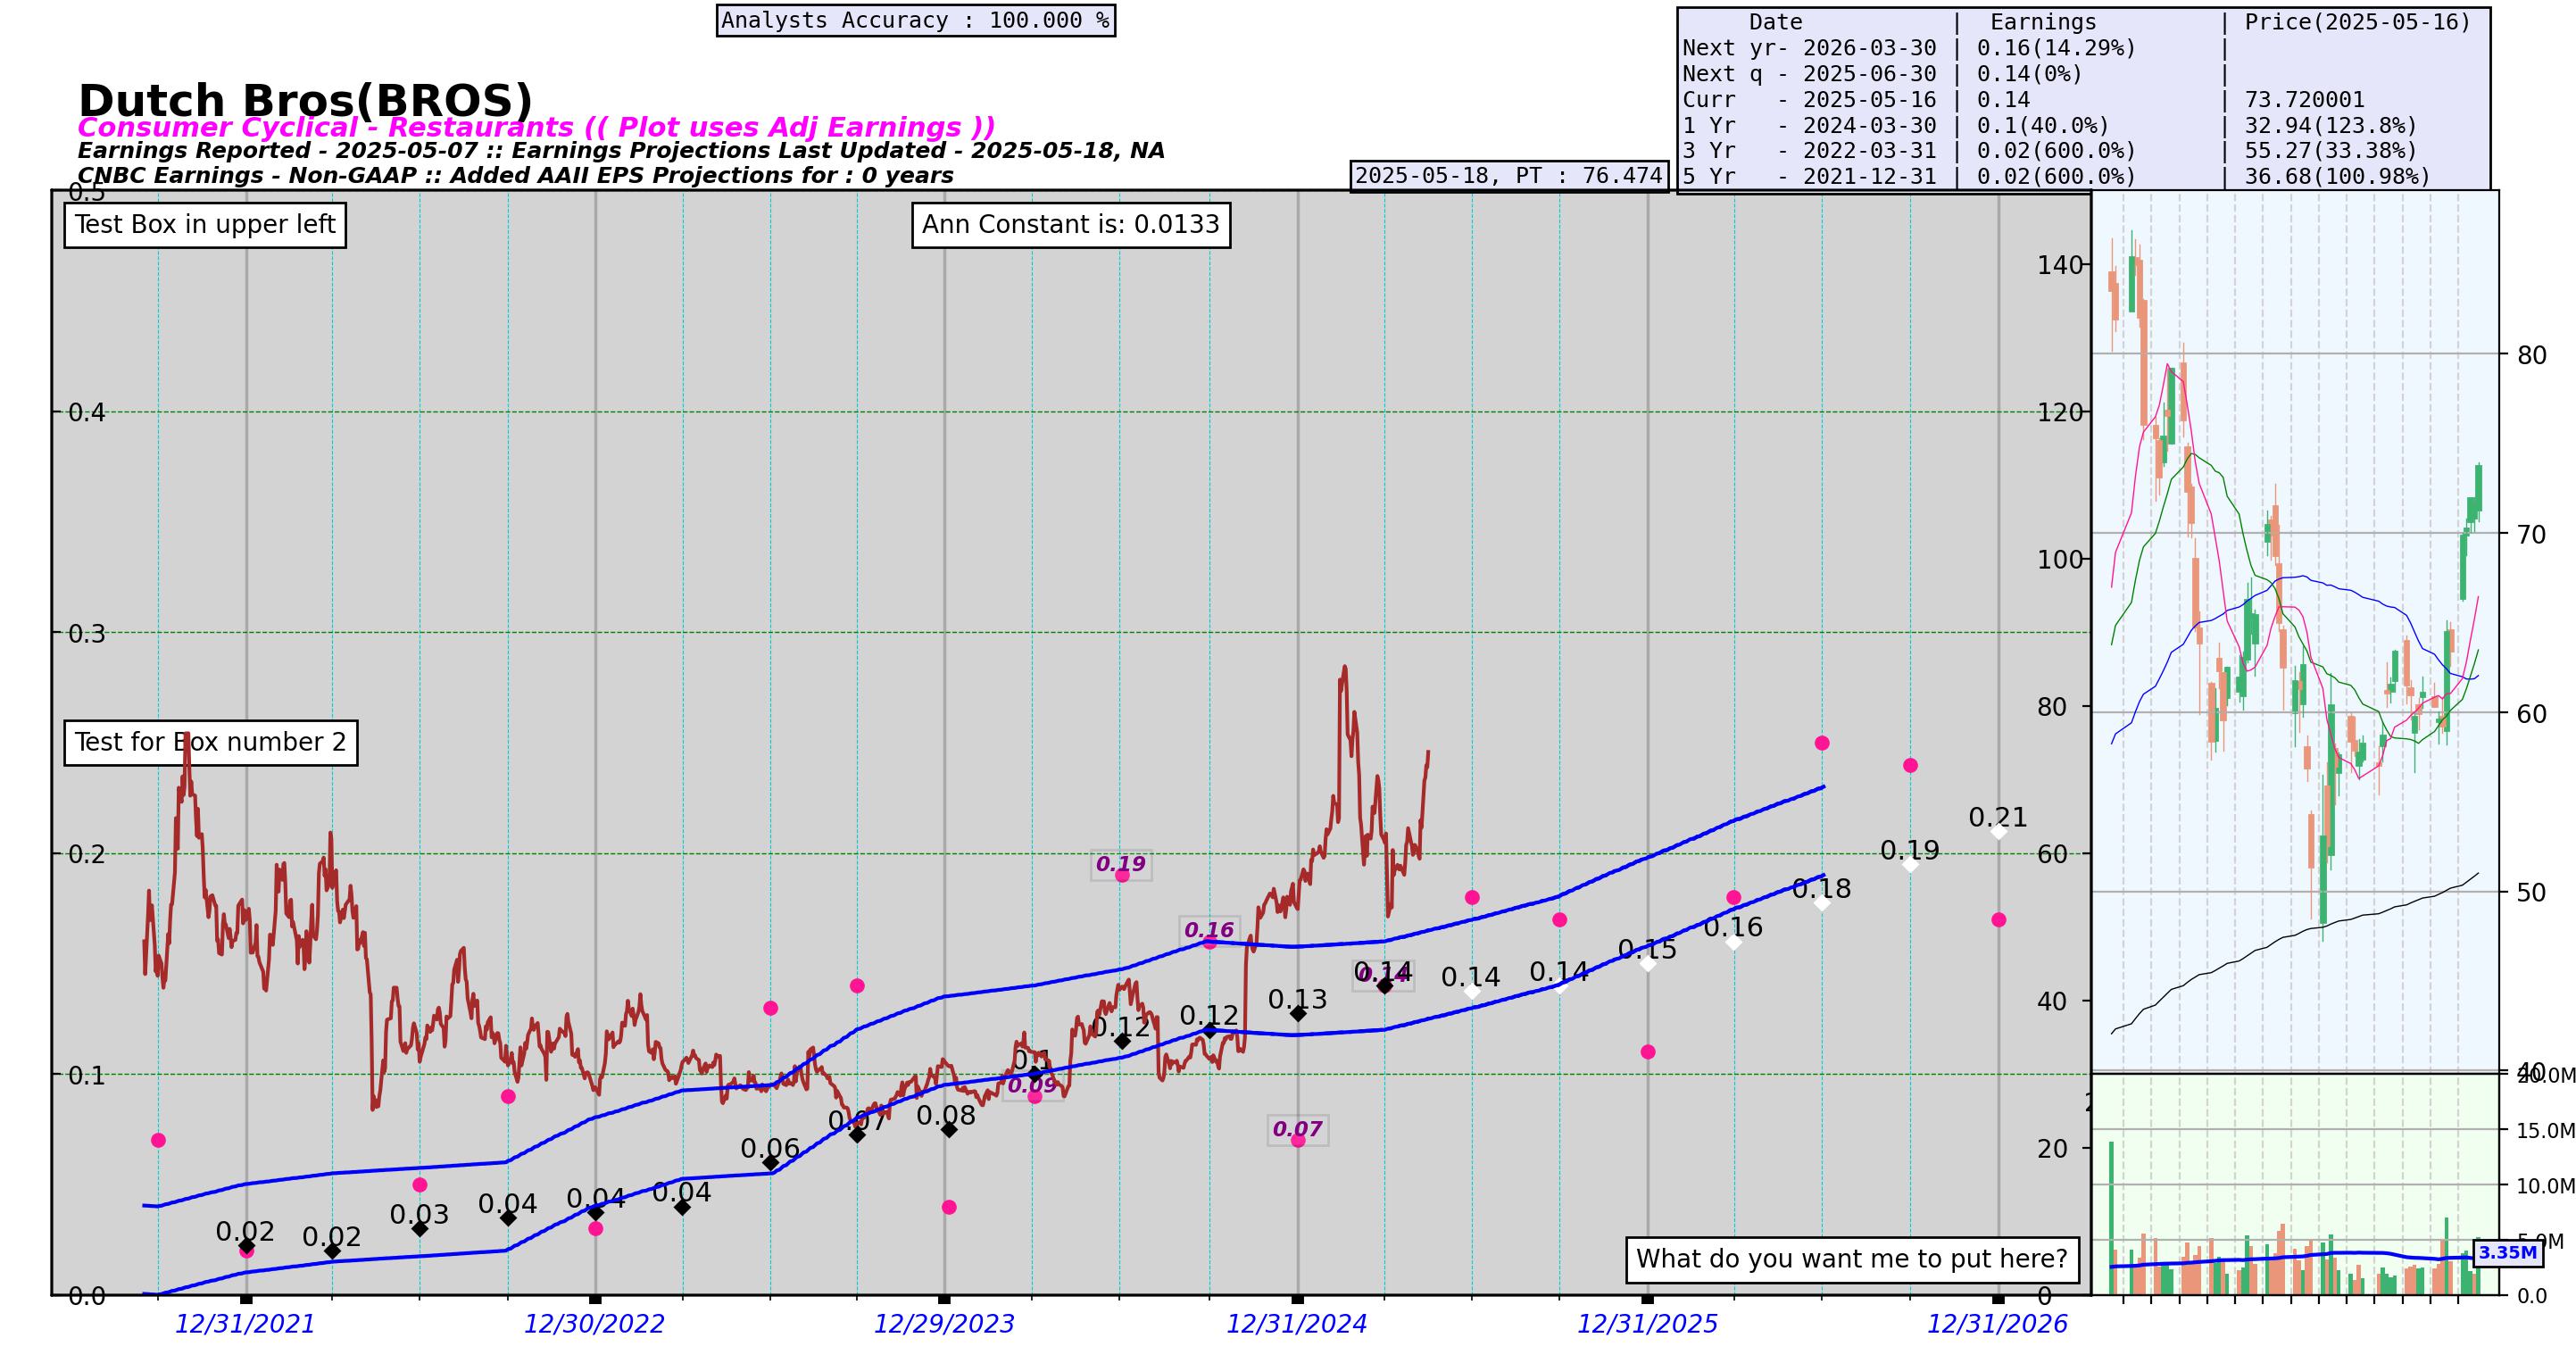 Analysts Accuracy : 100.000 %
Date | Earnings | Price(2025-05-16)
Next yr- 2026-03-30 | 0.16(14.29%) |
Next q - 2025-06-30 | 0.14(0%) |
Curr - 2025-05-16 | 0.14 | 73.720001
1 Yr - 2024-03-30 | 0.1(40.0%) | 32.94(123.8%)
3 Yr - 2022-03-31 | 0.02(600.0%) | 55.27(33.38%)
5 Yr - 2021-12-31 | 0.02(600.0%) | 36.68(100.98%)
Dutch Bros(BROS)
Consumer Cyclical - Restaurants (( Plot uses Adj Earnings ))
Earnings Reported - 2025-05-07 :: Earnings Projections Last Updated - 2025-05-18, NA
CNBC Earnings - Non-GAAP :: Added AAII EPS Projections for : 0 years
2025-05-18, PT : 76.474
Test Box in upper left
Ann Constant is: 0.0133
Test for Box number 2
What do you want me to put here?
0.5
0.4
0.3
0.2
0.1
0.0
0.02
0.02
0.03
0.04
0.04
0.04
0.06
0.07
0.08
0.1
0.09
0.12
0.19
0.12
0.16
0.13
0.07
0.14
0.14
0.14
0.14
0.15
0.16
0.18
0.19
0.21
140
120
100
80
60
40
20
0
80
70
60
50
40
20.0M
15.0M
10.0M
5.0M
0.0
3.35M
12/31/2021
12/30/2022
12/29/2023
12/31/2024
12/31/2025
12/31/2026